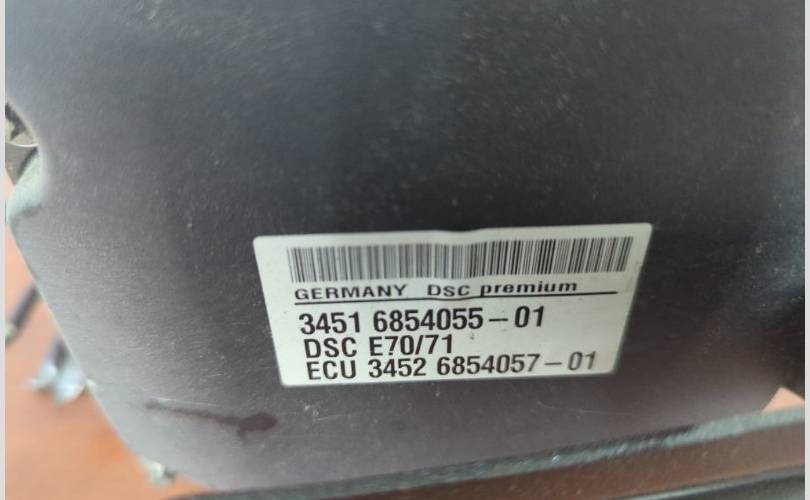 GERMANY DSC premium
3451 6854055-01
DSC E70/71
ECU 3452 6854057-01